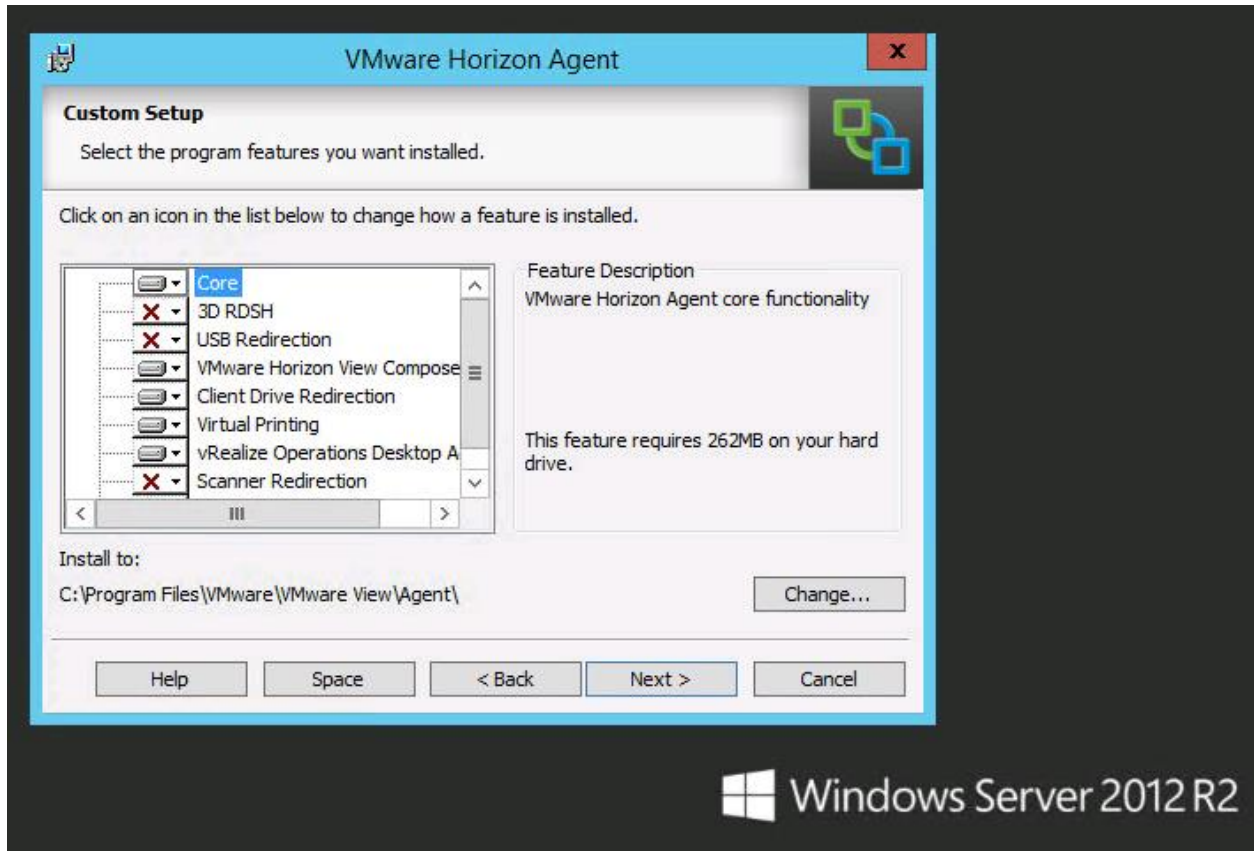 VMware Horizon Agent
x
Custom Setup
Select the program features you want installed.
Click on an icon in the list below to change how a feature is installed.
Core
3D RDSH
USB Redirection
VMware Horizon View Compose
Client Drive Redirection
Virtual Printing
vRealize Operations Desktop A
Scanner Redirection
Feature Description
VMware Horizon Agent core functionality
This feature requires 262MB on your hard
drive.
Install to:
C:\Program Files\VMware\VMware View\Agent\
Change...
Help Space < Back Next > Cancel
Windows Server 2012 R2